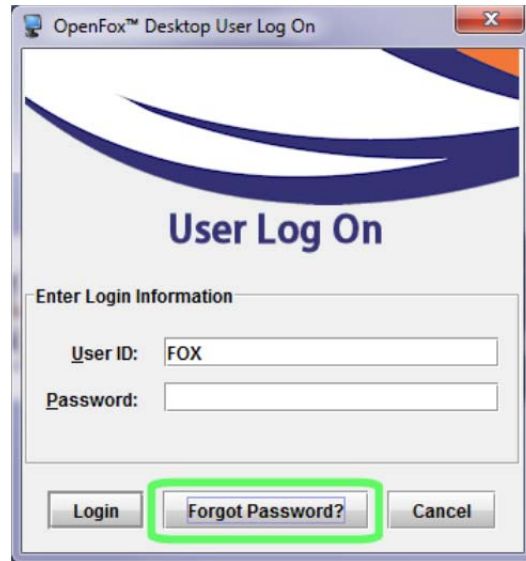 OpenFox™ Desktop User Log On
User Log On
Enter Login Information
User ID: FOX
Password:
Login Forgot Password? Cancel